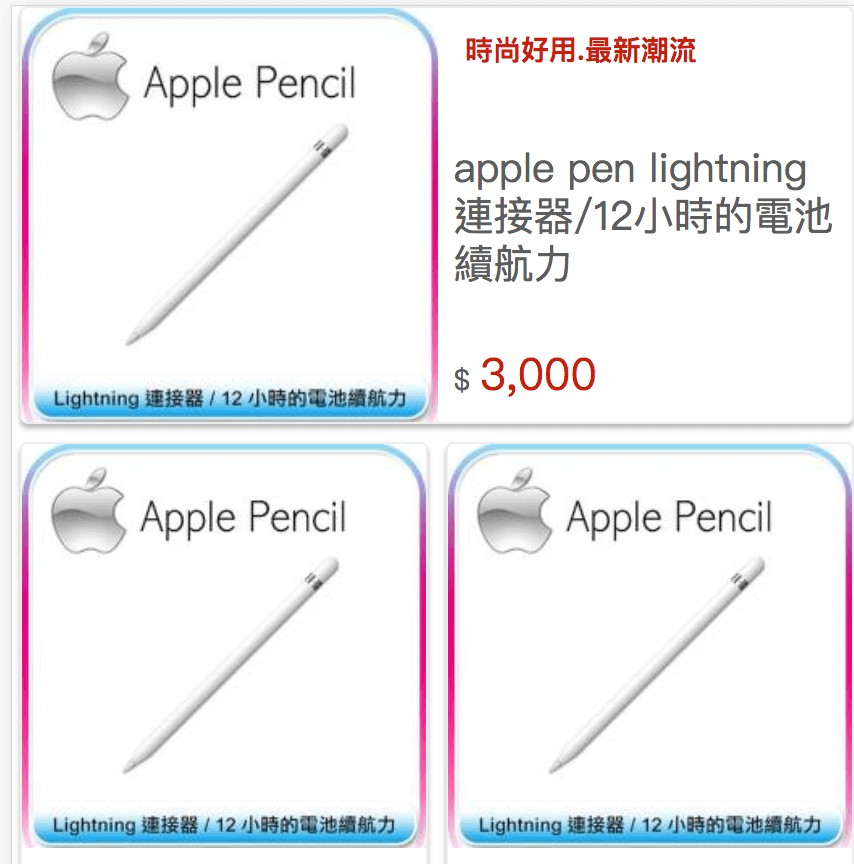 Apple Pencil
Lightning 連接器 / 12 小時的電池續航力
時尚好用.最新潮流
apple pen lightning
連接器/12小時的電池
續航力
$ 3,000
Apple Pencil
Lightning 連接器 / 12 小時的電池續航力
Apple Pencil
Lightning 連接器 / 12 小時的電池續航力